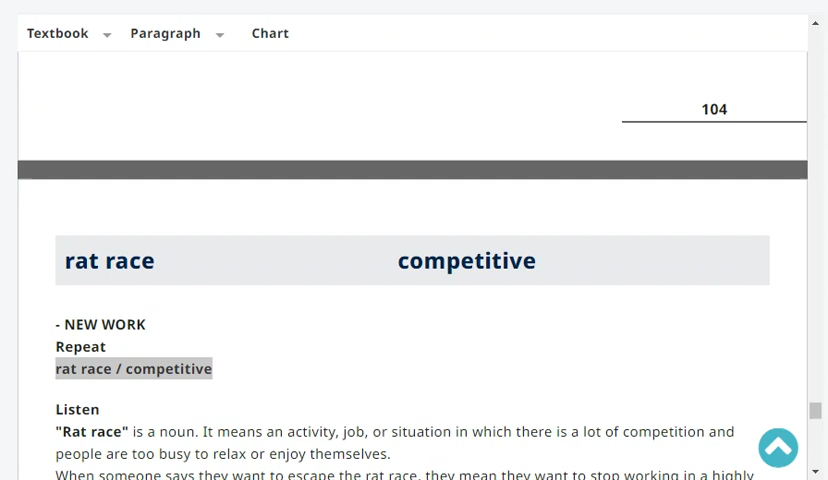 Textbook Paragraph Chart
104
rat race competitive
- NEW WORK
Repeat
rat race / competitive
Listen
"Rat race" is a noun. It means an activity, job, or situation in which there is a lot of competition and
people are too busy to relax or enjoy themselves.
When someone says they want to escape the rat race, they mean they want to stop working in a highly